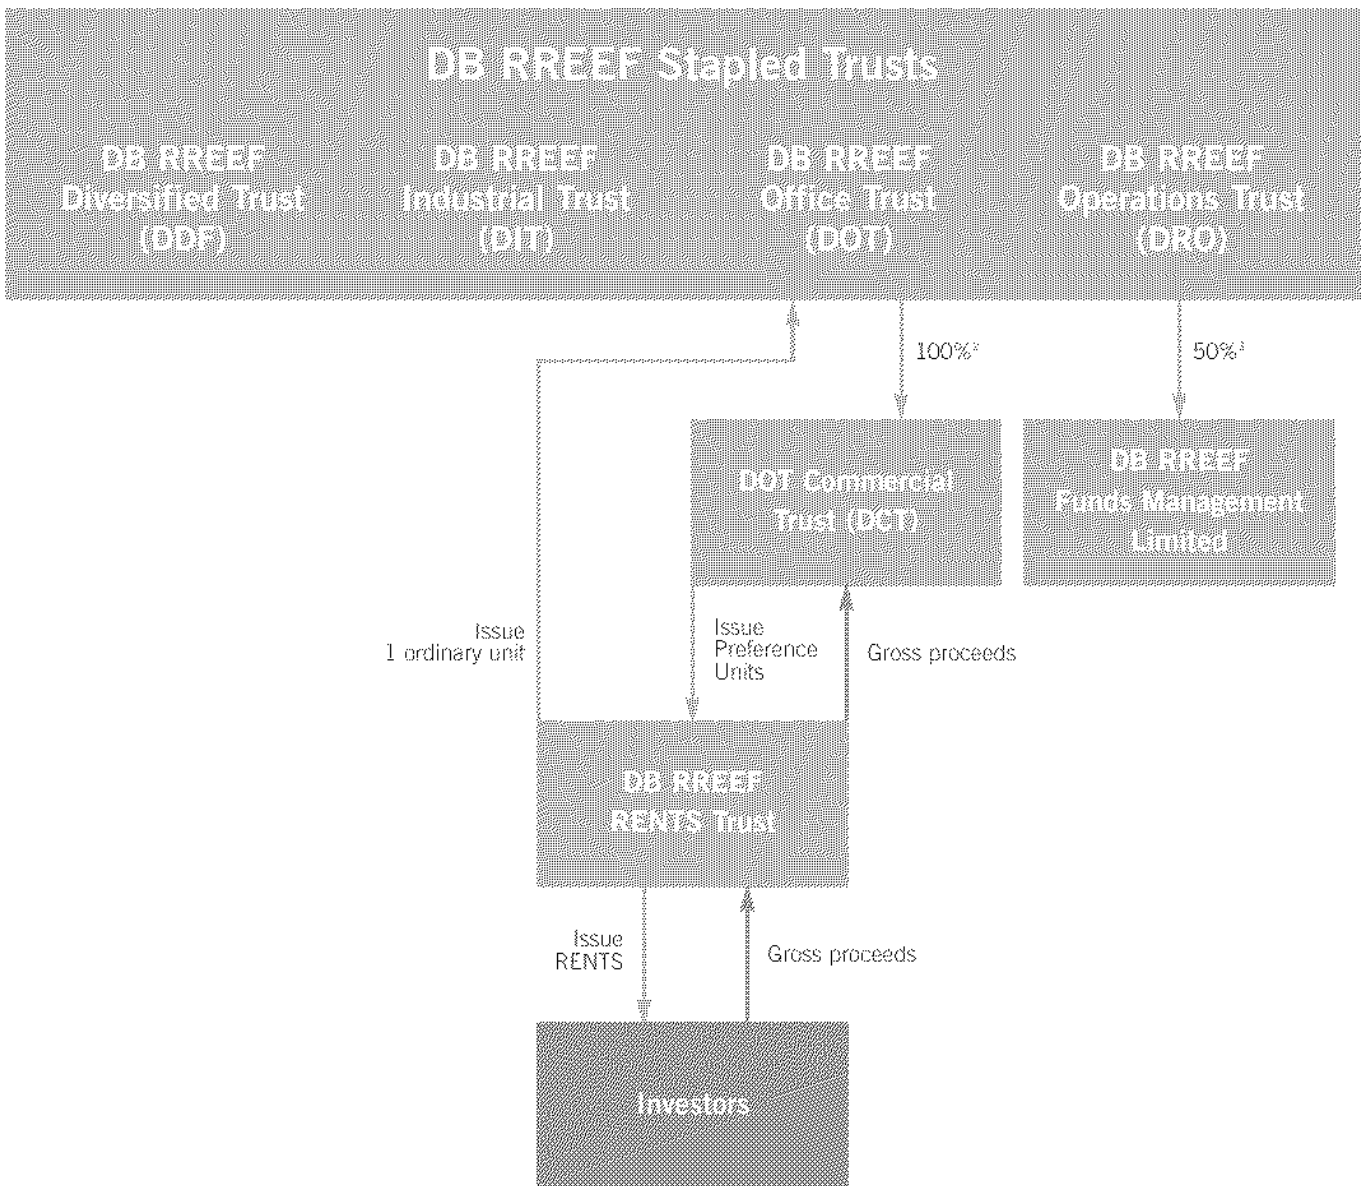 DB RREEF Stapled Trusts
DB RREEF
Diversified Trust
(DDF)
DB RREEF
Industrial Trust
(DIT)
DB RREEF
Office Trust
(DOT)
DB RREEF
Operations Trust
(DRO)
100%²
50%¹
DOT Commercial
Trust (DCT)
DB RREEF
Funds Management
Limited
Issue
1 ordinary unit
Issue
Preference
Units
Gross proceeds
DB RREEF
RENTS Trust
Issue
RENTS
Gross proceeds
Investors